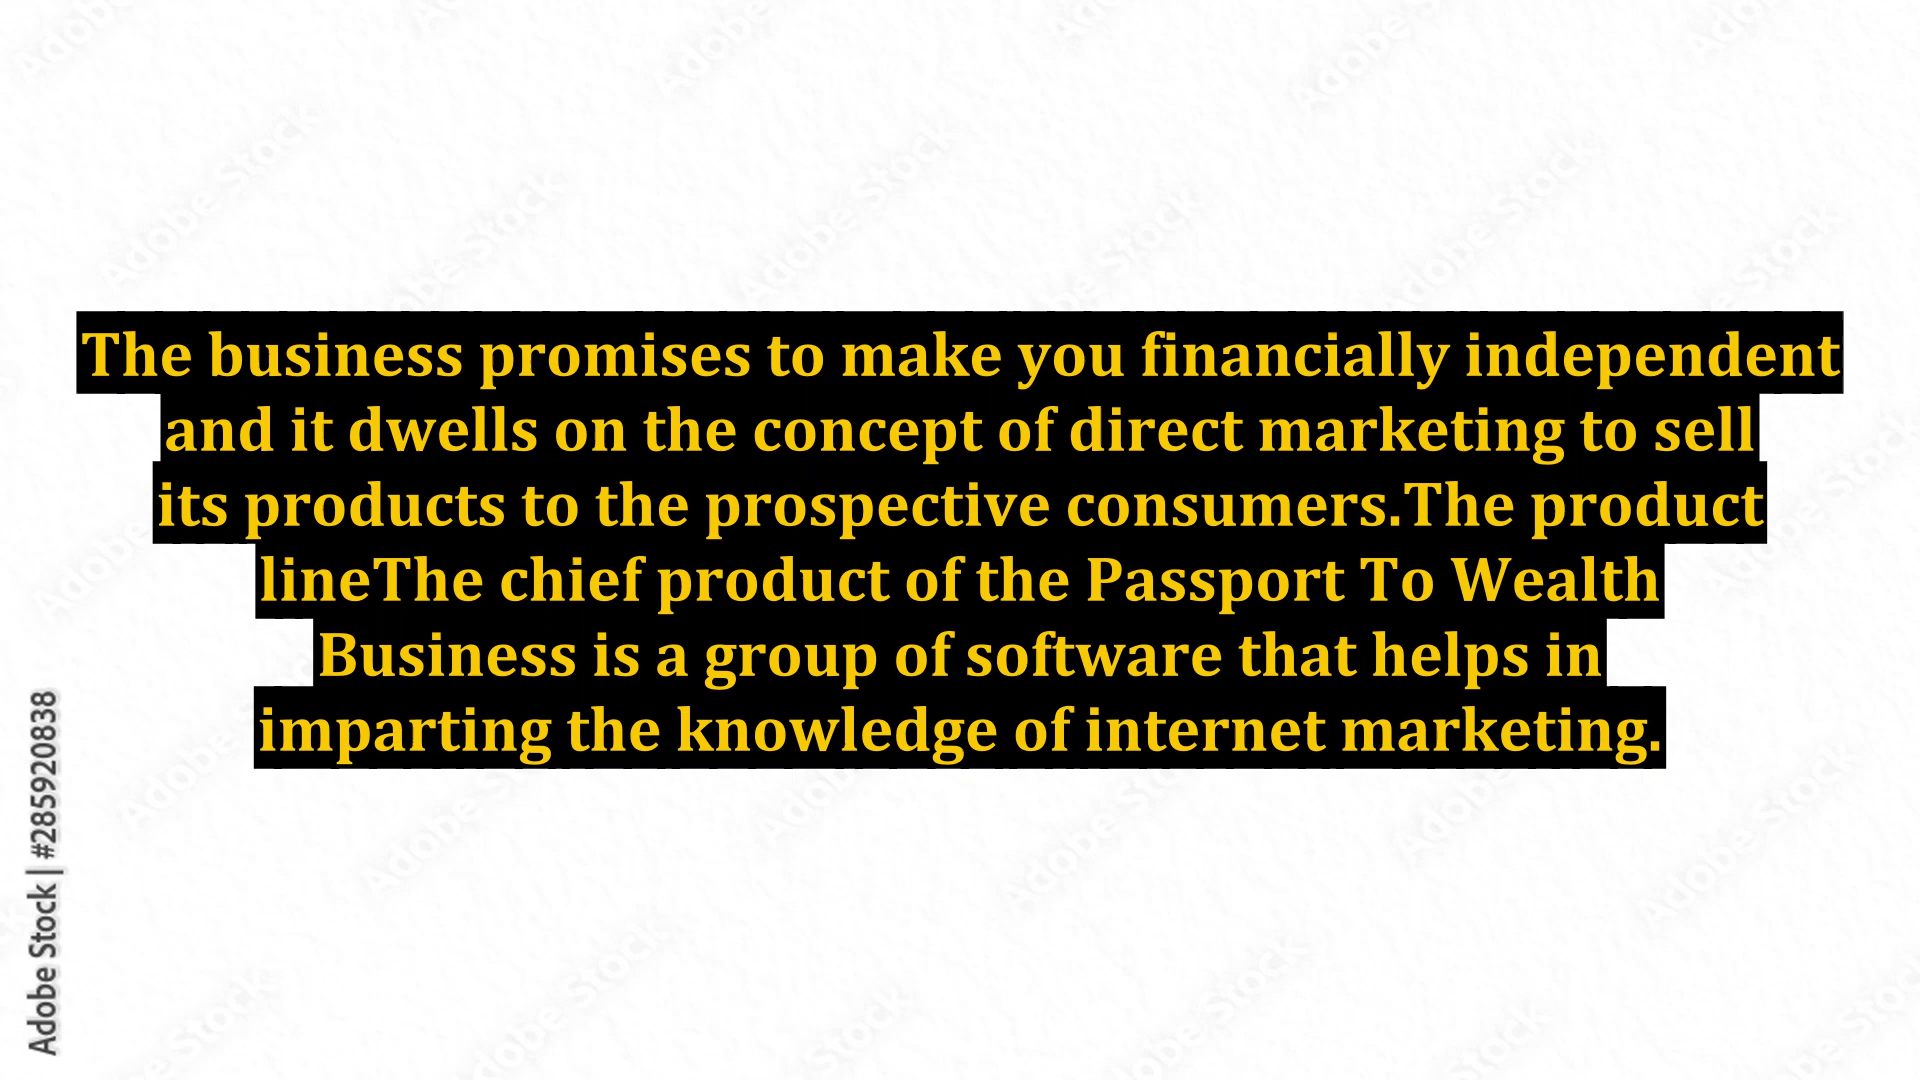 The business promises to make you financially independent
and it dwells on the concept of direct marketing to sell
its products to the prospective consumers.The product
lineThe chief product of the Passport To Wealth
Business is a group of software that helps in
imparting the knowledge of internet marketing.
Adobe Stock | #285920838